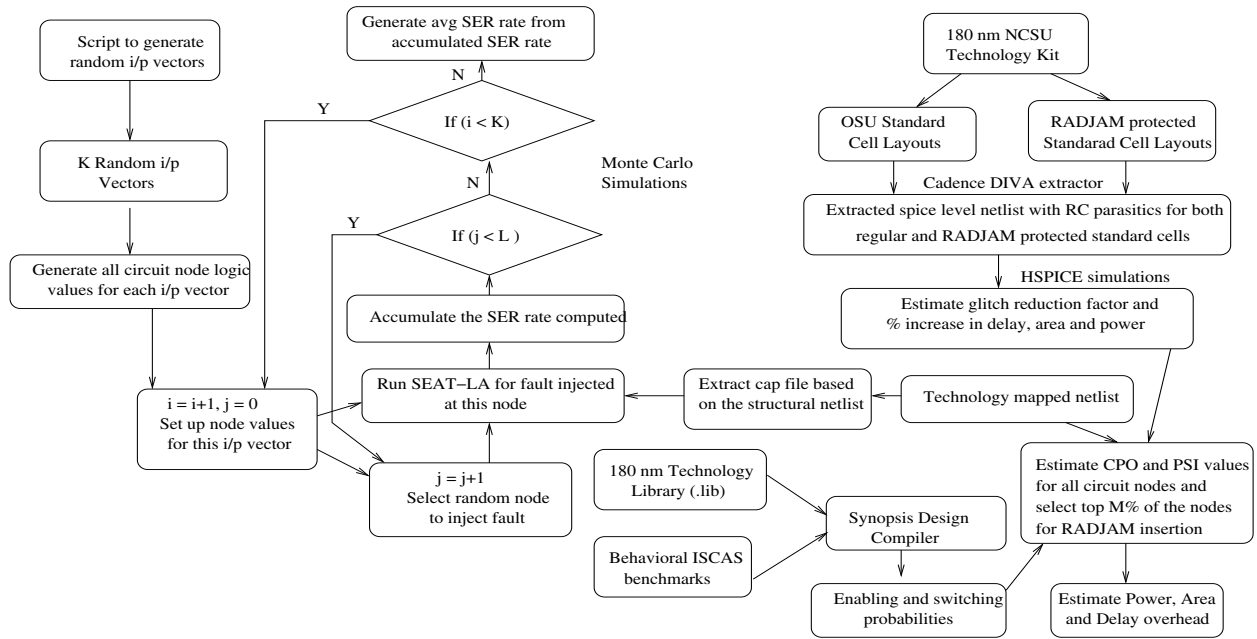 Script to generate
random i/p vectors
K Random i/p
Vectors
Generate all circuit node logic
values for each i/p vector
i = i+1, j = 0
Set up node values
for this i/p vector
Generate avg SER rate from
accumulated SER rate
N
Y
If (i < K)
Monte Carlo
Simulations
N
Y
If (j < L )
Accumulate the SER rate computed
Run SEAT−LA for fault injected
at this node
j = j+1
Select random node
to inject fault
180 nm NCSU
Technology Kit
OSU Standard
Cell Layouts
RADJAM protected
Standarad Cell Layouts
Cadence DIVA extractor
Extracted spice level netlist with RC parasitics for both
regular and RADJAM protected standard cells
HSPICE simulations
Estimate glitch reduction factor and
% increase in delay, area and power
Extract cap file based
on the structural netlist
Technology mapped netlist
180 nm Technology
Library (.lib)
Behavioral ISCAS
benchmarks
Synopsis Design
Compiler
Enabling and switching
probabilities
Estimate CPO and PSI values
for all circuit nodes and
select top M% of the nodes
for RADJAM insertion
Estimate Power, Area
and Delay overhead